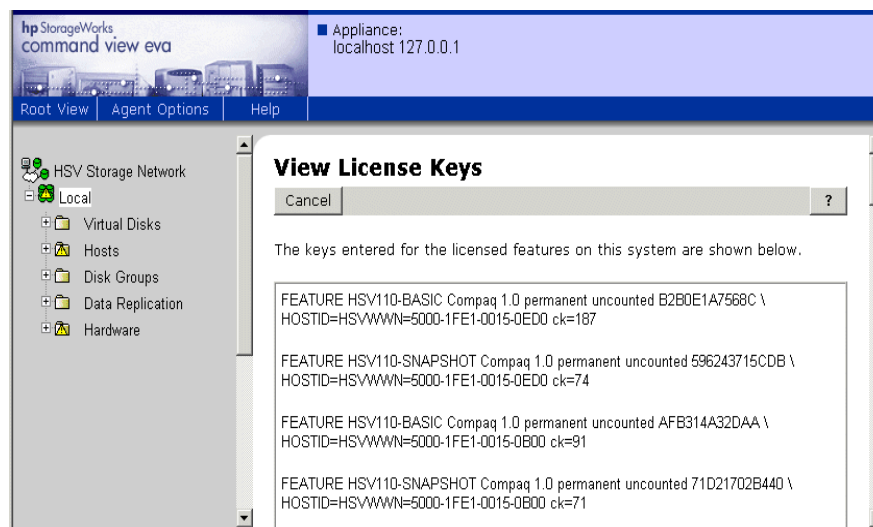 hp StorageWorks
command view eva
Appliance:
localhost 127.0.0.1
Root View Agent Options Help
HSV Storage Network
Local
Virtual Disks
Hosts
Disk Groups
Data Replication
Hardware
View License Keys
Cancel ?
The keys entered for the licensed features on this system are shown below.
FEATURE HSV110-BASIC Compaq 1.0 permanent uncounted B2B0E1A7568C \
HOSTID=HSVWWN=5000-1FE1-0015-0ED0 ck=187
FEATURE HSV110-SNAPSHOT Compaq 1.0 permanent uncounted 596243715CDB \
HOSTID=HSVWWN=5000-1FE1-0015-0ED0 ck=74
FEATURE HSV110-BASIC Compaq 1.0 permanent uncounted AFB314A32DAA \
HOSTID=HSVWWN=5000-1FE1-0015-0B00 ck=91
FEATURE HSV110-SNAPSHOT Compaq 1.0 permanent uncounted 71D21702B440 \
HOSTID=HSVWWN=5000-1FE1-0015-0B00 ck=71